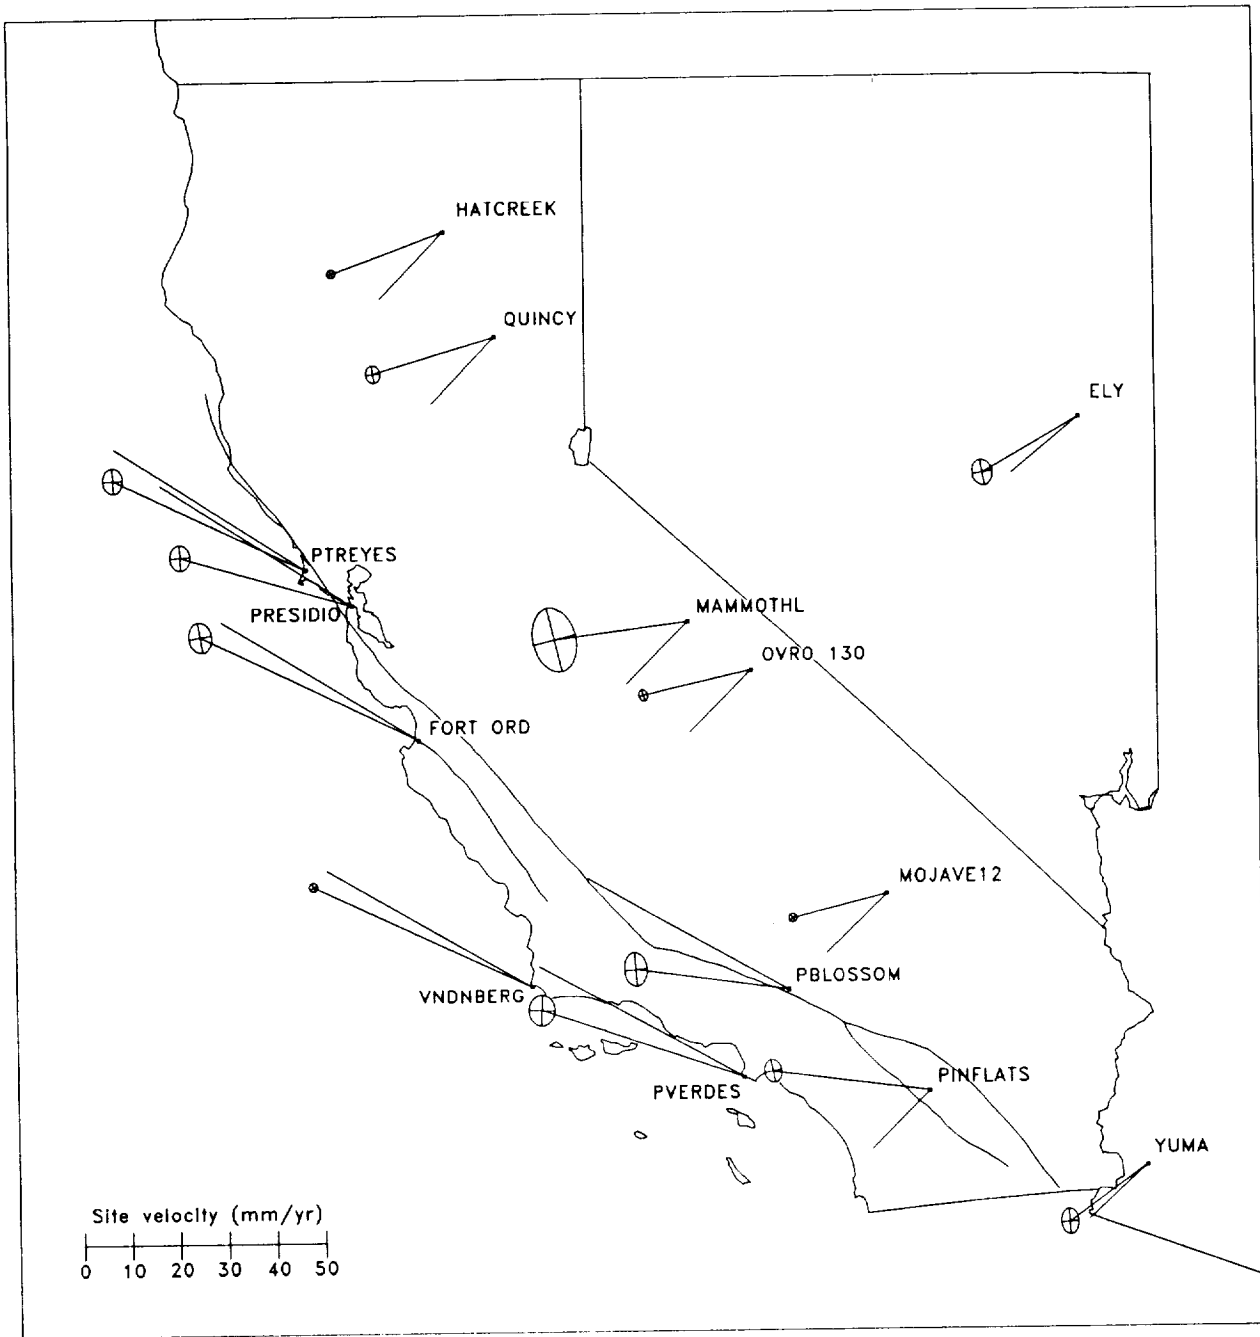 HATCREEK
QUINCY
ELY
PTREYES
PRESIDIO
MAMMOTHL
OVRO 130
FORT ORD
MOJAVE12
PBLOSSOM
VNDNBERG
PVERDES
PINFLATS
YUMA
Site velocity (mm/yr)
0 10 20 30 40 50